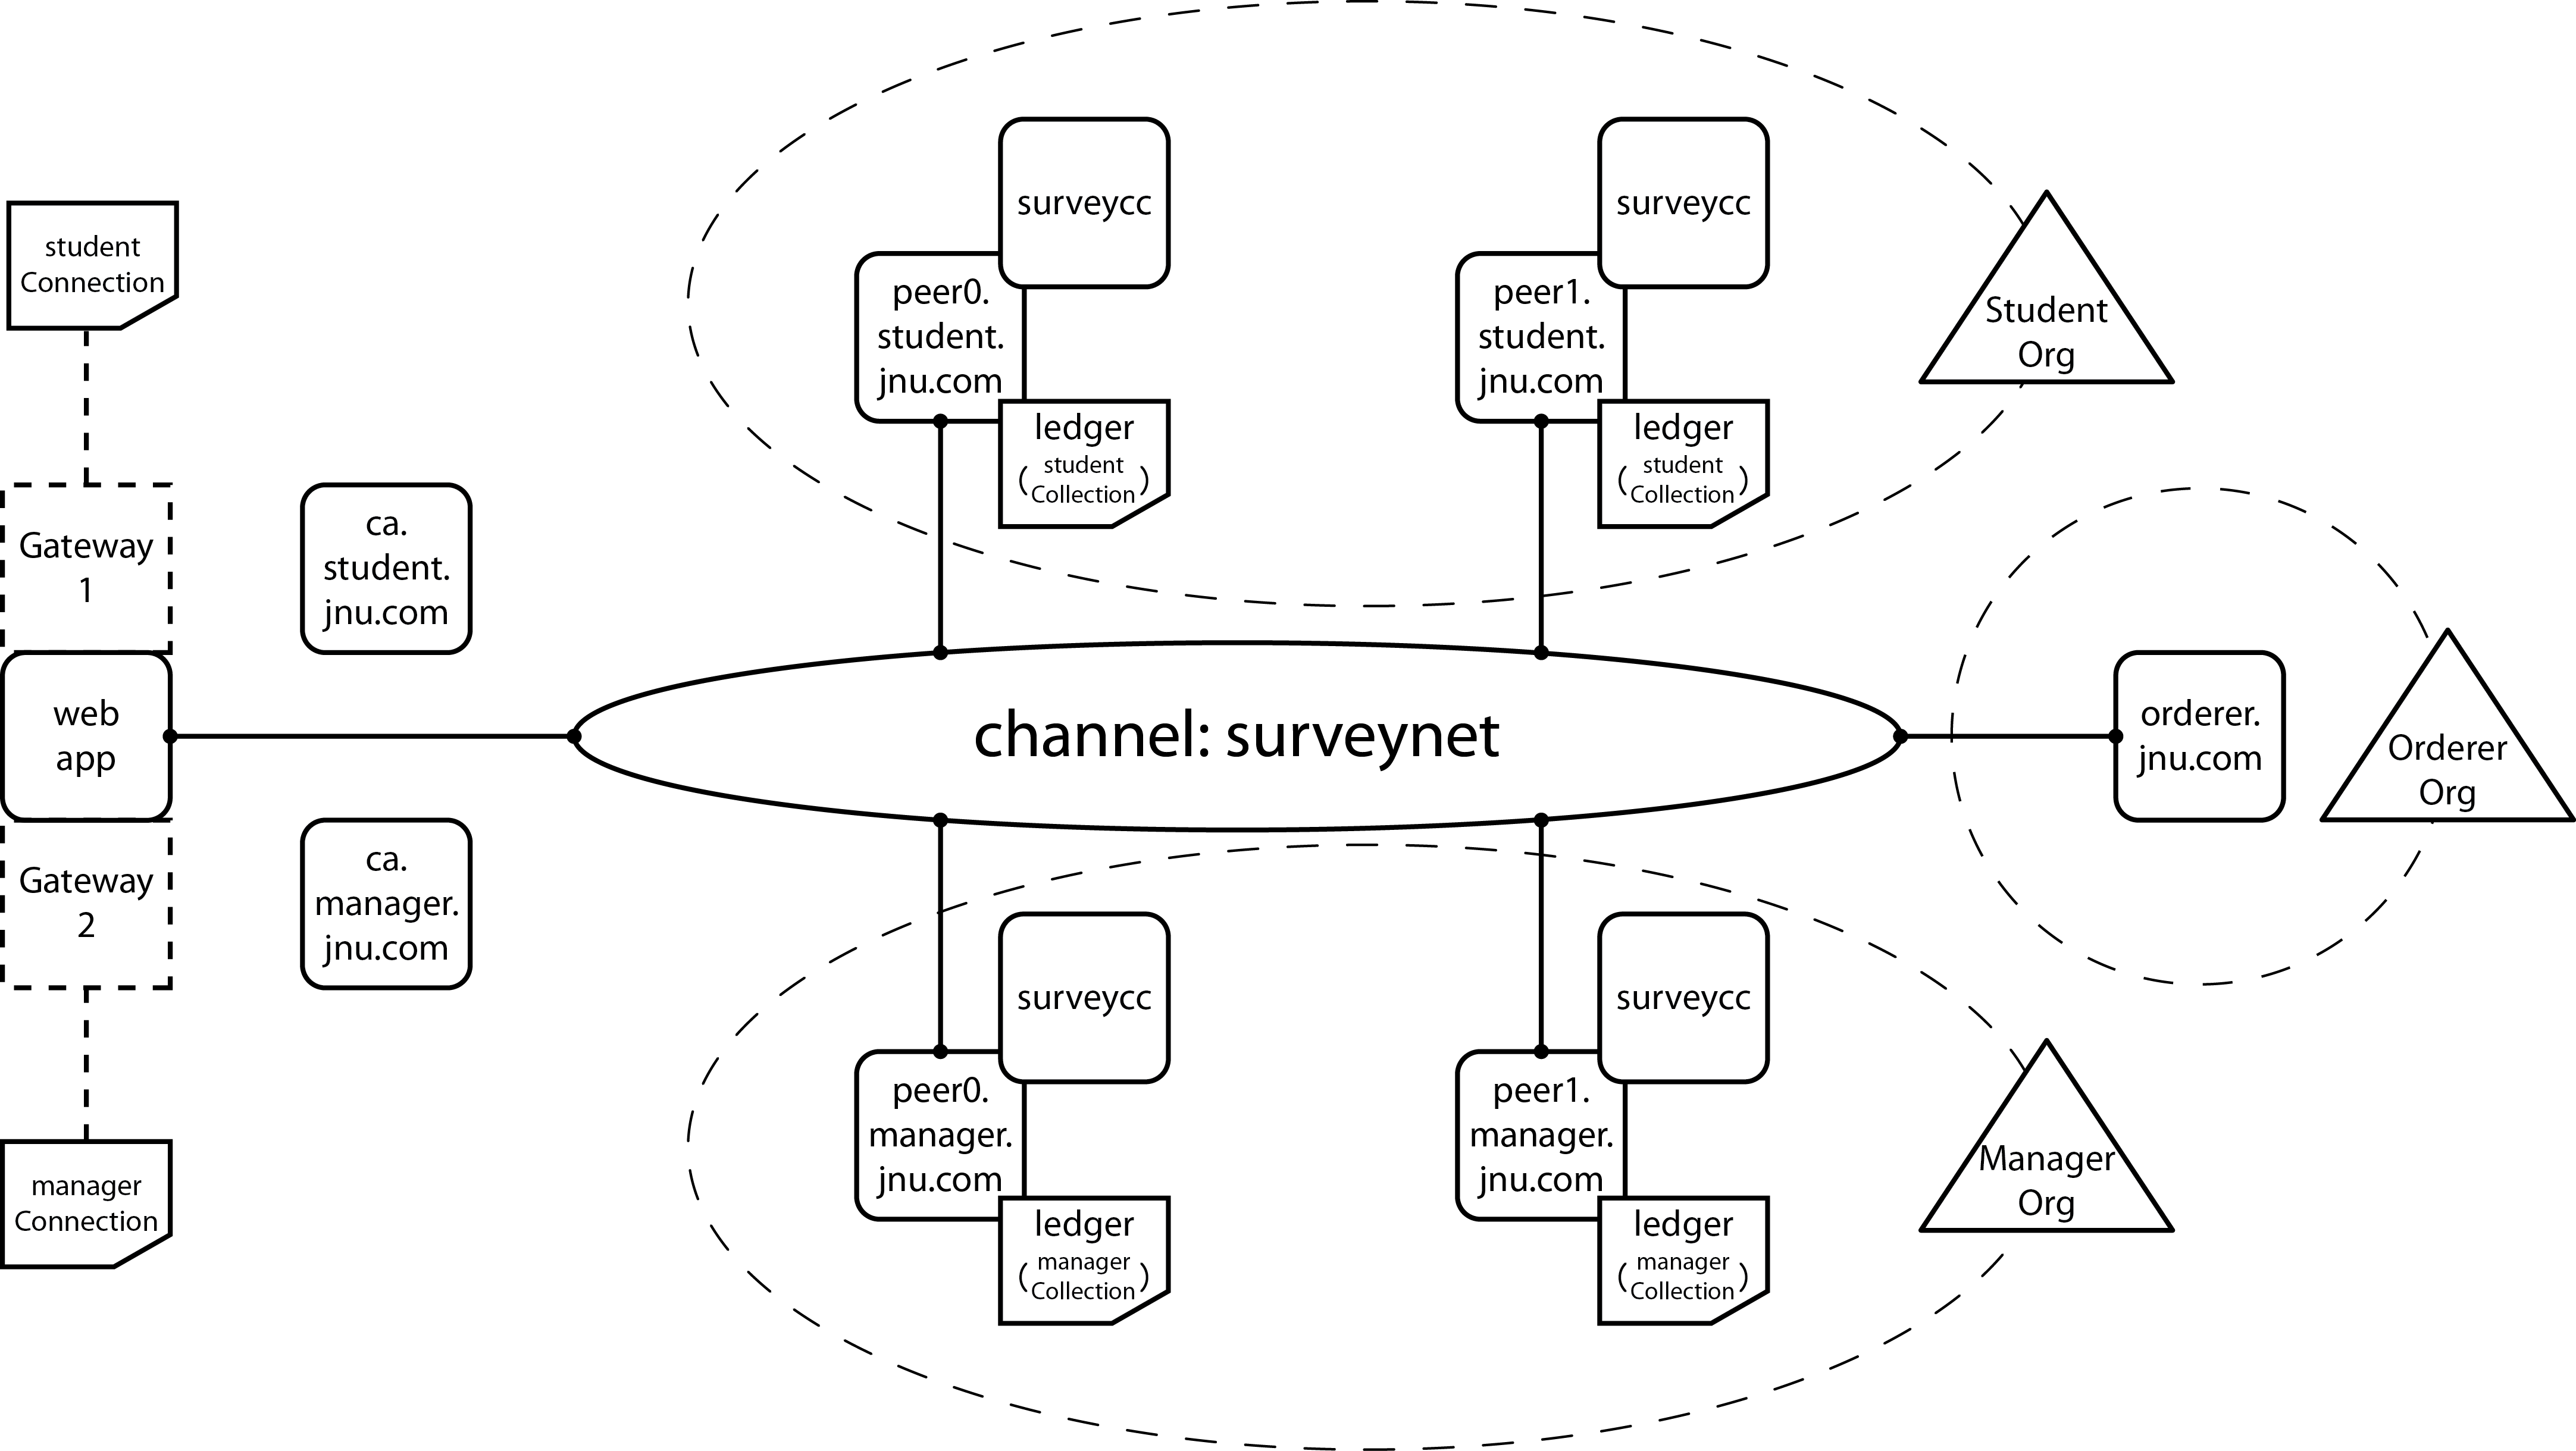 student
Connection
Gateway
1
web
app
Gateway
2
manager
Connection
ca.
student.
jnu.com
ca.
manager.
jnu.com
surveycc
peer0.
student.
jnu.com
ledger
(student
Collection)
surveycc
peer1.
student.
jnu.com
ledger
(student
Collection)
Student
Org
channel: surveynet
orderer.
jnu.com
Orderer
Org
surveycc
peer0.
manager.
jnu.com
ledger
(manager
Collection)
surveycc
peer1.
manager.
jnu.com
ledger
(manager
Collection)
Manager
Org